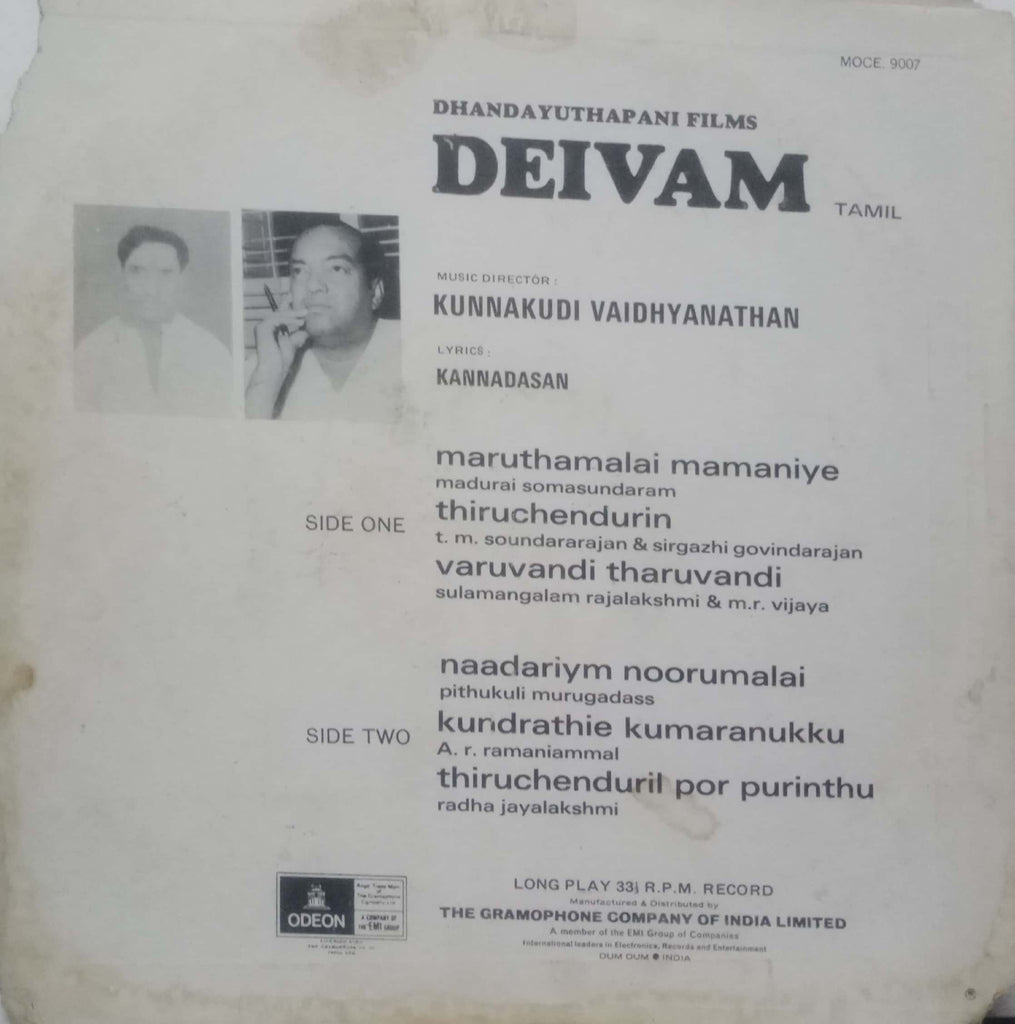 MOCE. 9007
DHANDAYUTHAPANI FILMS
DEIVAM
TAMIL
MUSIC DIRECTOR :
KUNNAKUDI VAIDHYANATHAN
LYRICS :
KANNADASAN
SIDE ONE
maruthamalai mamaniye
madurai somasundaram
thiruchendurin
t. m. soundararajan & sirgazhi govindarajan
varuvandi tharuvandi
sulamangalam rajalakshmi & m.r. vijaya
SIDE TWO
naadariym noorumalai
pithukuli murugadass
kundrathie kumaranukku
A. r. ramaniammal
thiruchenduril por purinthu
radha jayalakshmi
ODEON
A COMPANY OF
THE EMI GROUP
LONG PLAY 33⅓ R.P.M. RECORD
Manufactured & Distributed by
THE GRAMOPHONE COMPANY OF INDIA LIMITED
A member of the EMI Group of Companies
International leaders in Electronics, Records and Entertainment
DUM DUM ● INDIA